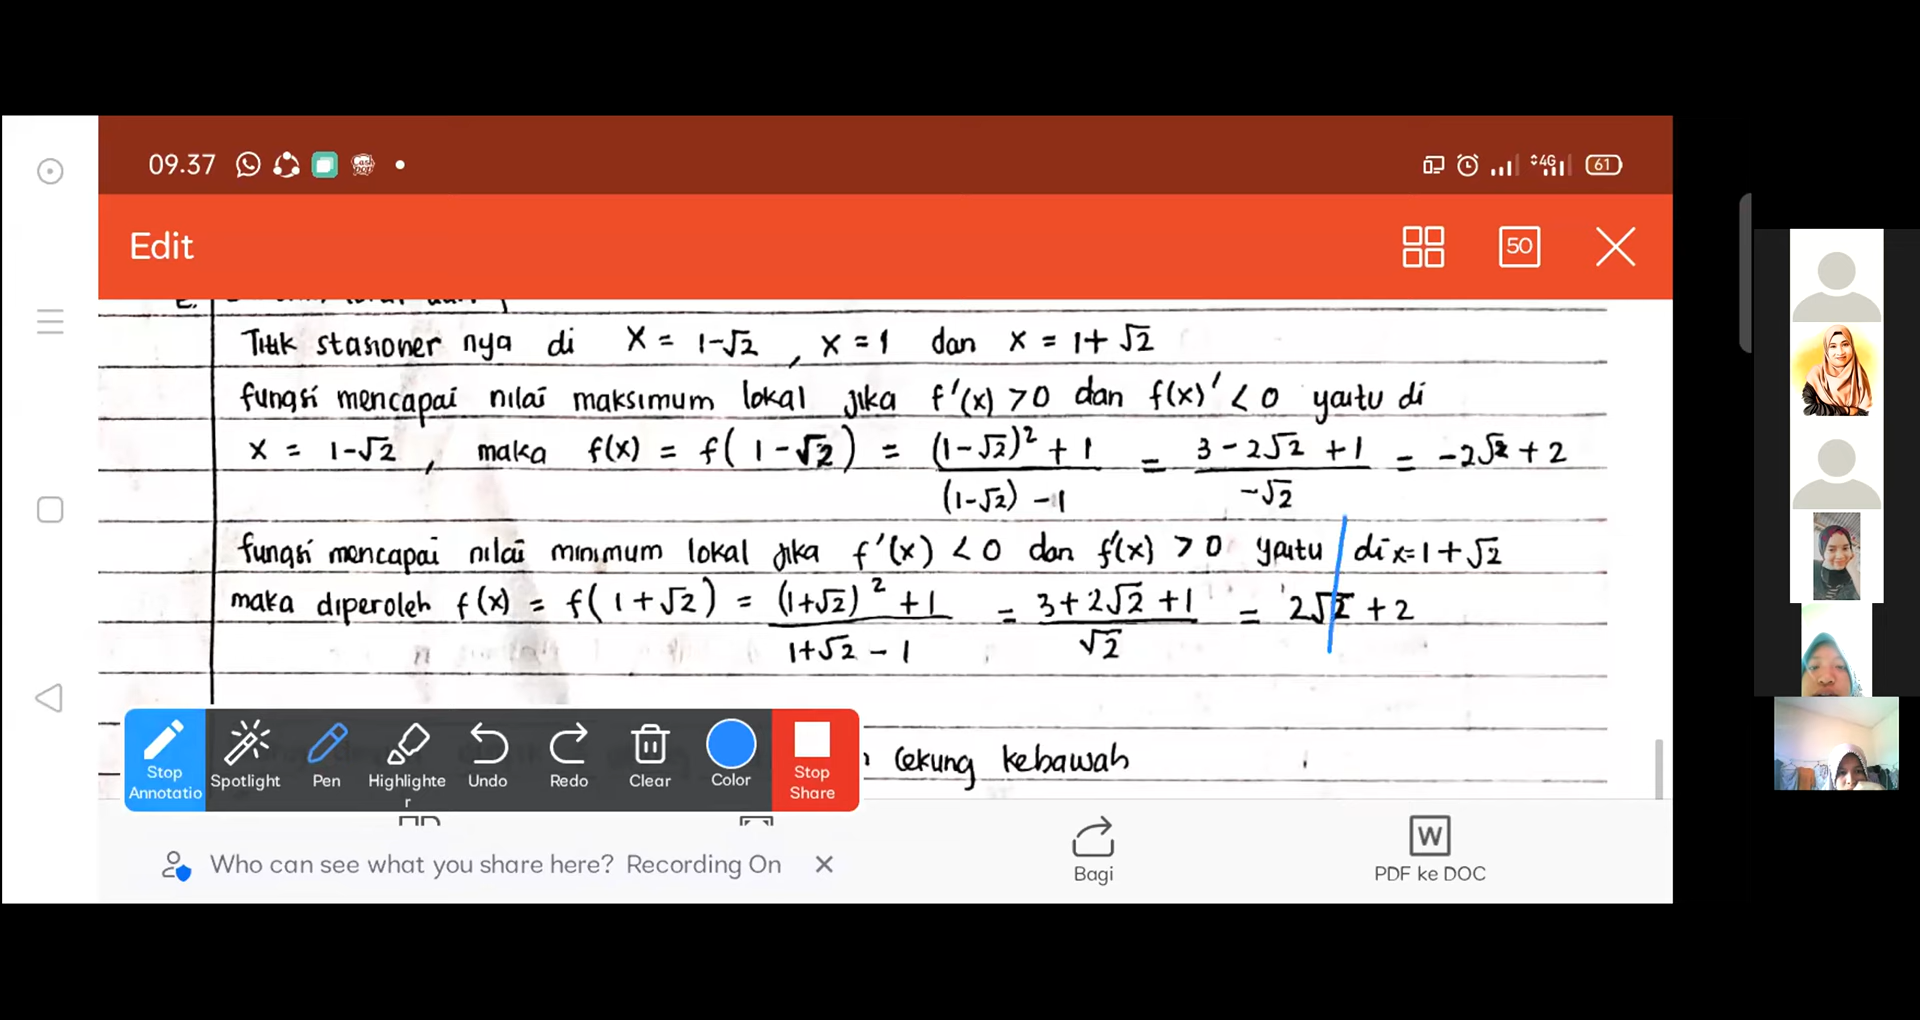 09.37
4G
61
Edit
50
Titik stasioner nya di x = 1-√2 , x = 1 dan x = 1+ √2
fungsi mencapai nilai maksimum lokal jika f'(x) > 0 dan f(x)' < 0 yaitu di
x = 1-√2 , maka f(x) = f( 1-√2 ) = (1-√2)² + 1 / (1-√2) -1 = 3 - 2√2 +1 / -√2 = -2√2 + 2
fungsi mencapai nilai minimum lokal jika f'(x) < 0 dan f'(x) > 0 yaitu di x=1+√2
maka diperoleh f(x) = f( 1+√2 ) = (1+√2)² +1 / 1+√2 - 1 = 3+2√2 +1 / √2 = 2√2 + 2
cekung kebawah
Stop Annotatio
Spotlight
Pen
Highlighter
Undo
Redo
Clear
Color
Stop Share
Who can see what you share here? Recording On
Bagi
W
PDF ke DOC